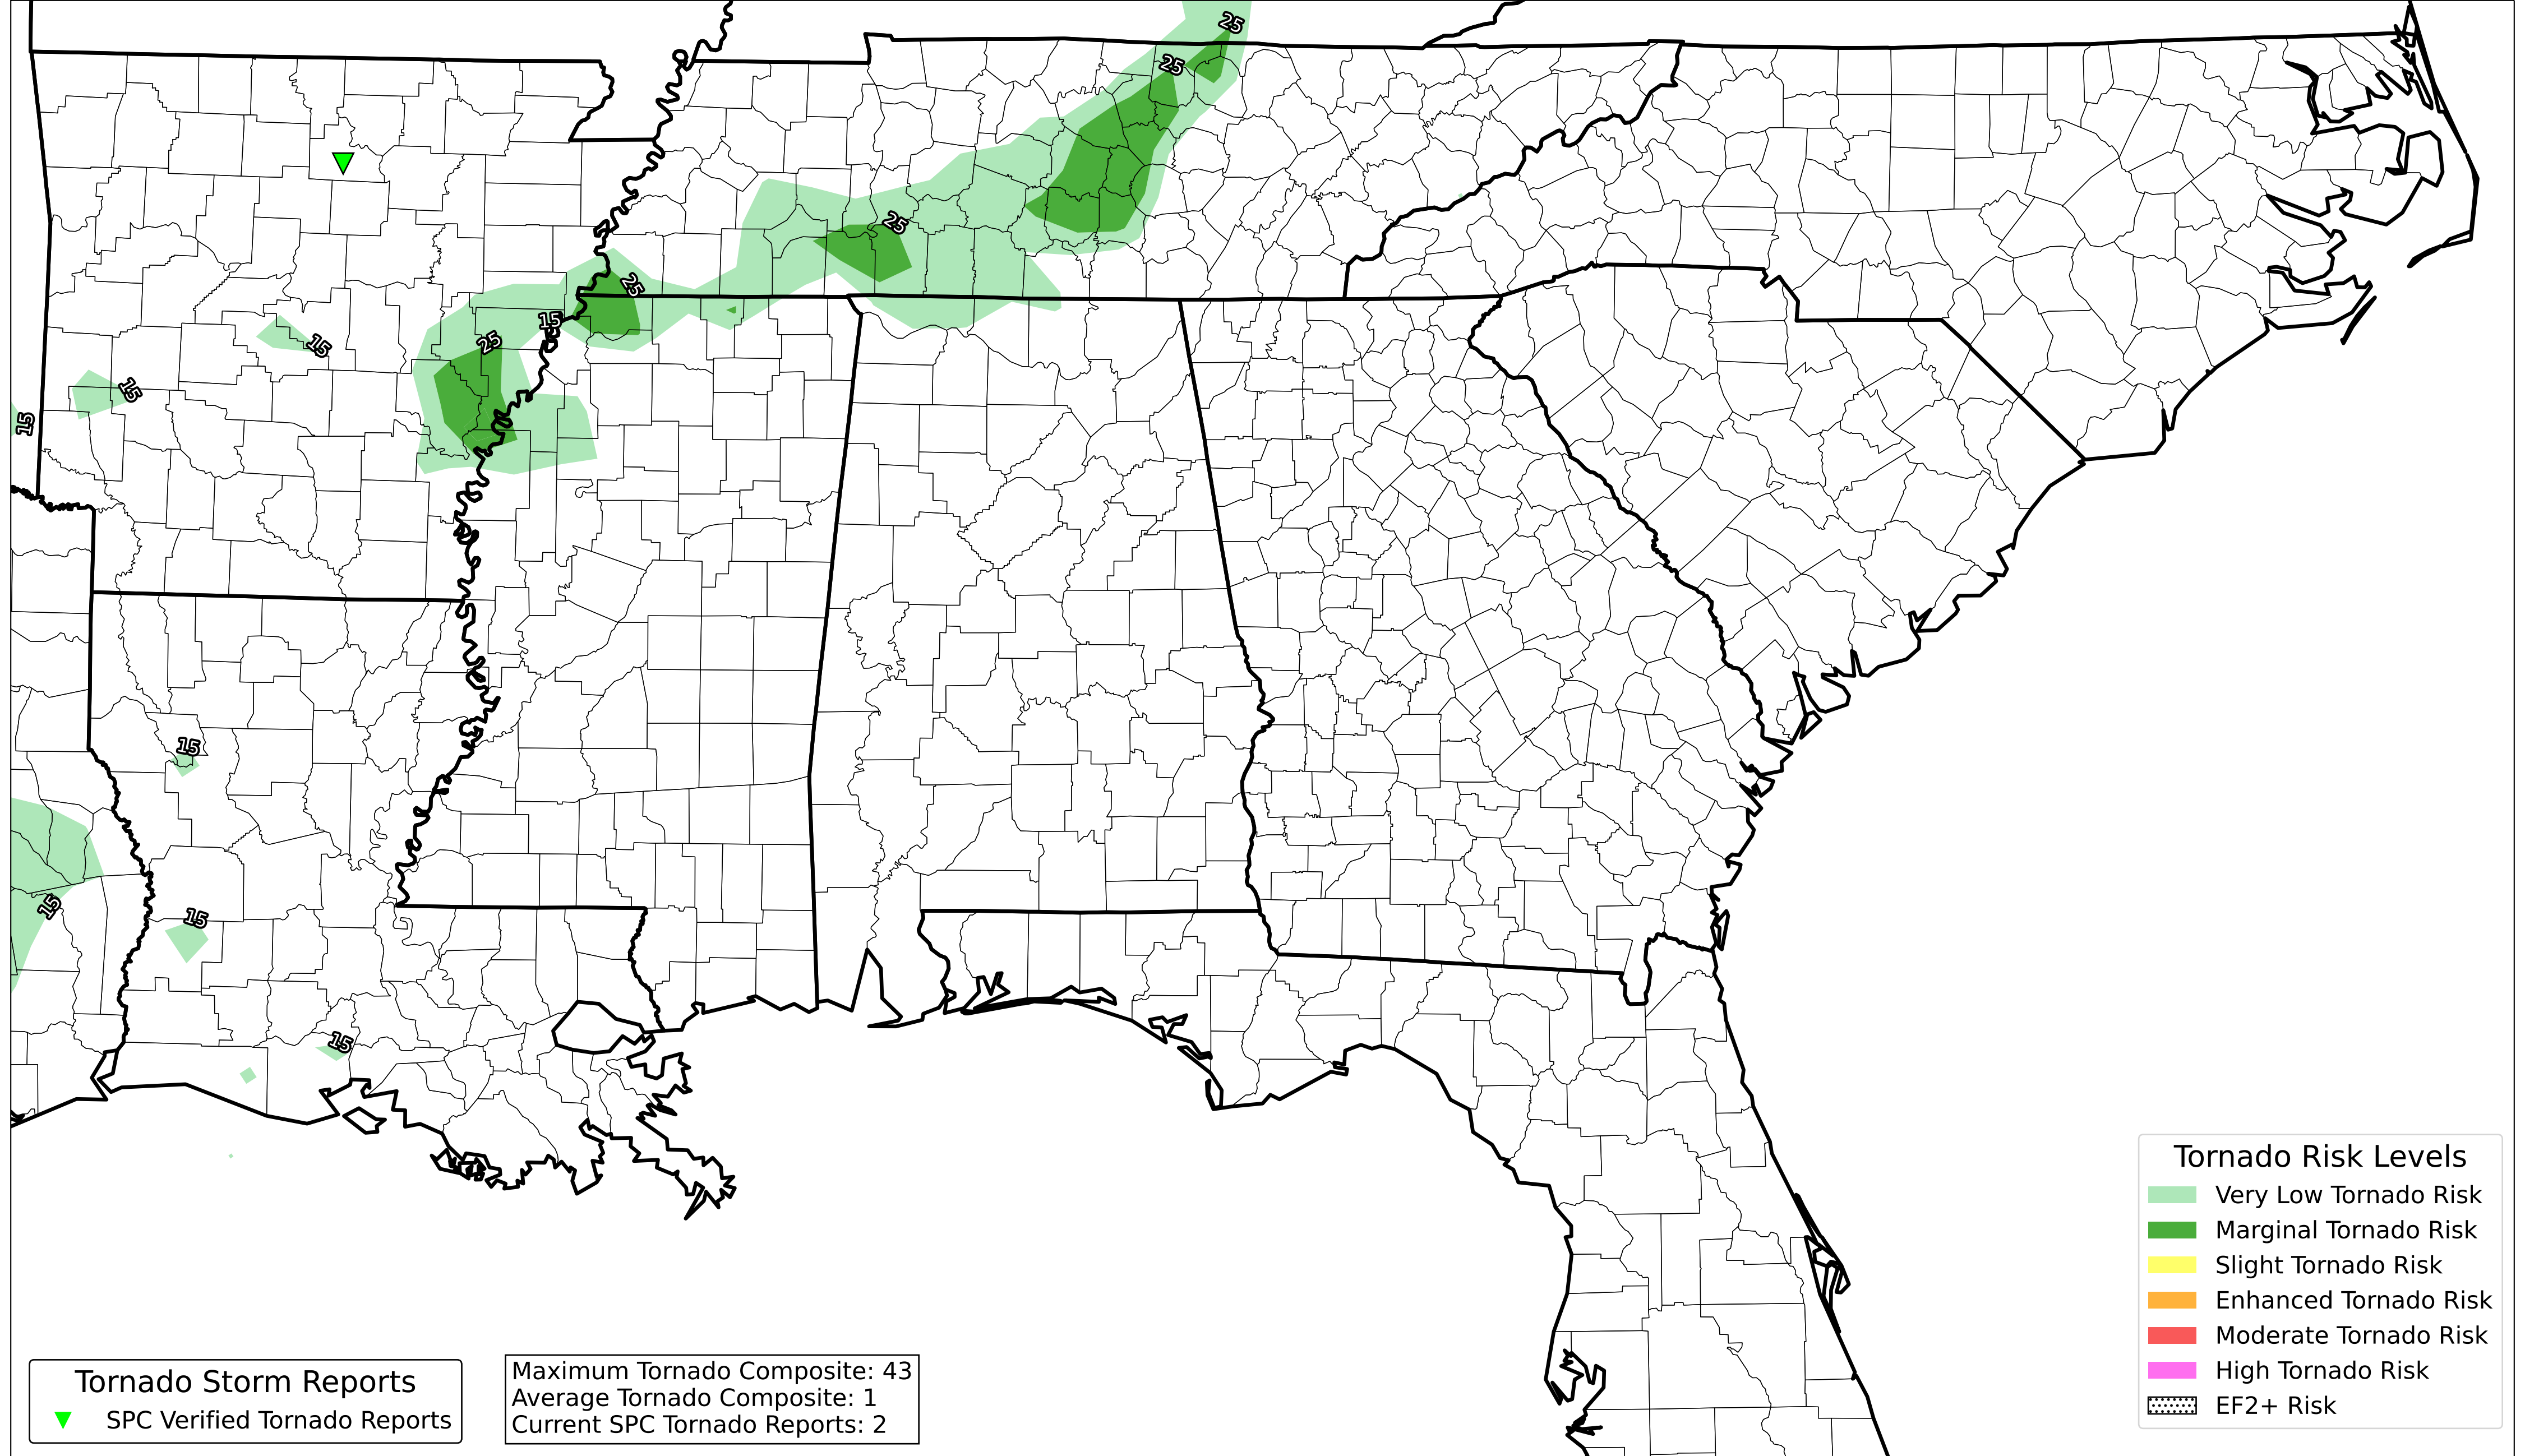 25
25
25
25
15
25
15
15
15
15
15
15
15
Tornado Risk Levels
Very Low Tornado Risk
Marginal Tornado Risk
Slight Tornado Risk
Enhanced Tornado Risk
Moderate Tornado Risk
High Tornado Risk
EF2+ Risk
Tornado Storm Reports
SPC Verified Tornado Reports
Maximum Tornado Composite: 43
Average Tornado Composite: 1
Current SPC Tornado Reports: 2